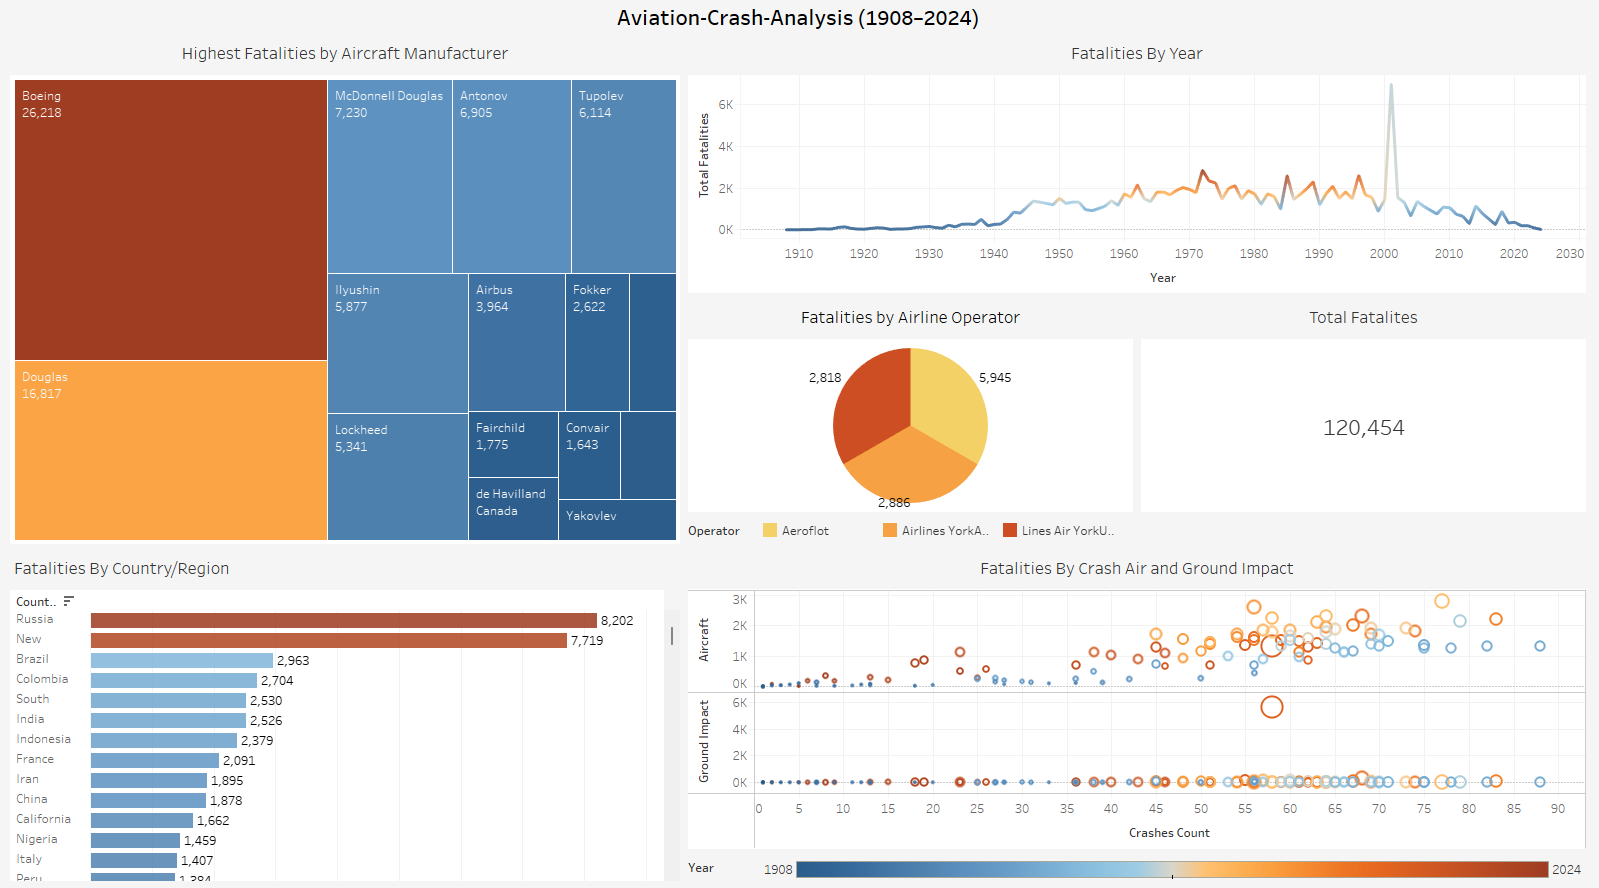 Aviation-Crash-Analysis (1908–2024)
Highest Fatalities by Aircraft Manufacturer
Boeing
26,218
Douglas
16,817
McDonnell Douglas
7,230
Antonov
6,905
Tupolev
6,114
Ilyushin
5,877
Airbus
3,964
Fokker
2,622
Lockheed
5,341
Fairchild
1,775
Convair
1,643
de Havilland
Canada
Yakovlev
Fatalities By Year
Total Fatalities
6K
4K
2K
0K
1910 1920 1930 1940 1950 1960 1970 1980 1990 2000 2010 2020 2030
Year
Fatalities by Airline Operator
2,818
5,945
2,886
Operator Aeroflot Airlines YorkA.. Lines Air YorkU..
Total Fatalites
120,454
Fatalities By Country/Region
Count..
Russia 8,202
New 7,719
Brazil 2,963
Colombia 2,704
South 2,530
India 2,526
Indonesia 2,379
France 2,091
Iran 1,895
China 1,878
California 1,662
Nigeria 1,459
Italy 1,407
Peru 1,384
Fatalities By Crash Air and Ground Impact
Aircraft
3K
2K
1K
0K
Ground Impact
6K
4K
2K
0K
0 5 10 15 20 25 30 35 40 45 50 55 60 65 70 75 80 85 90
Crashes Count
Year 1908 2024